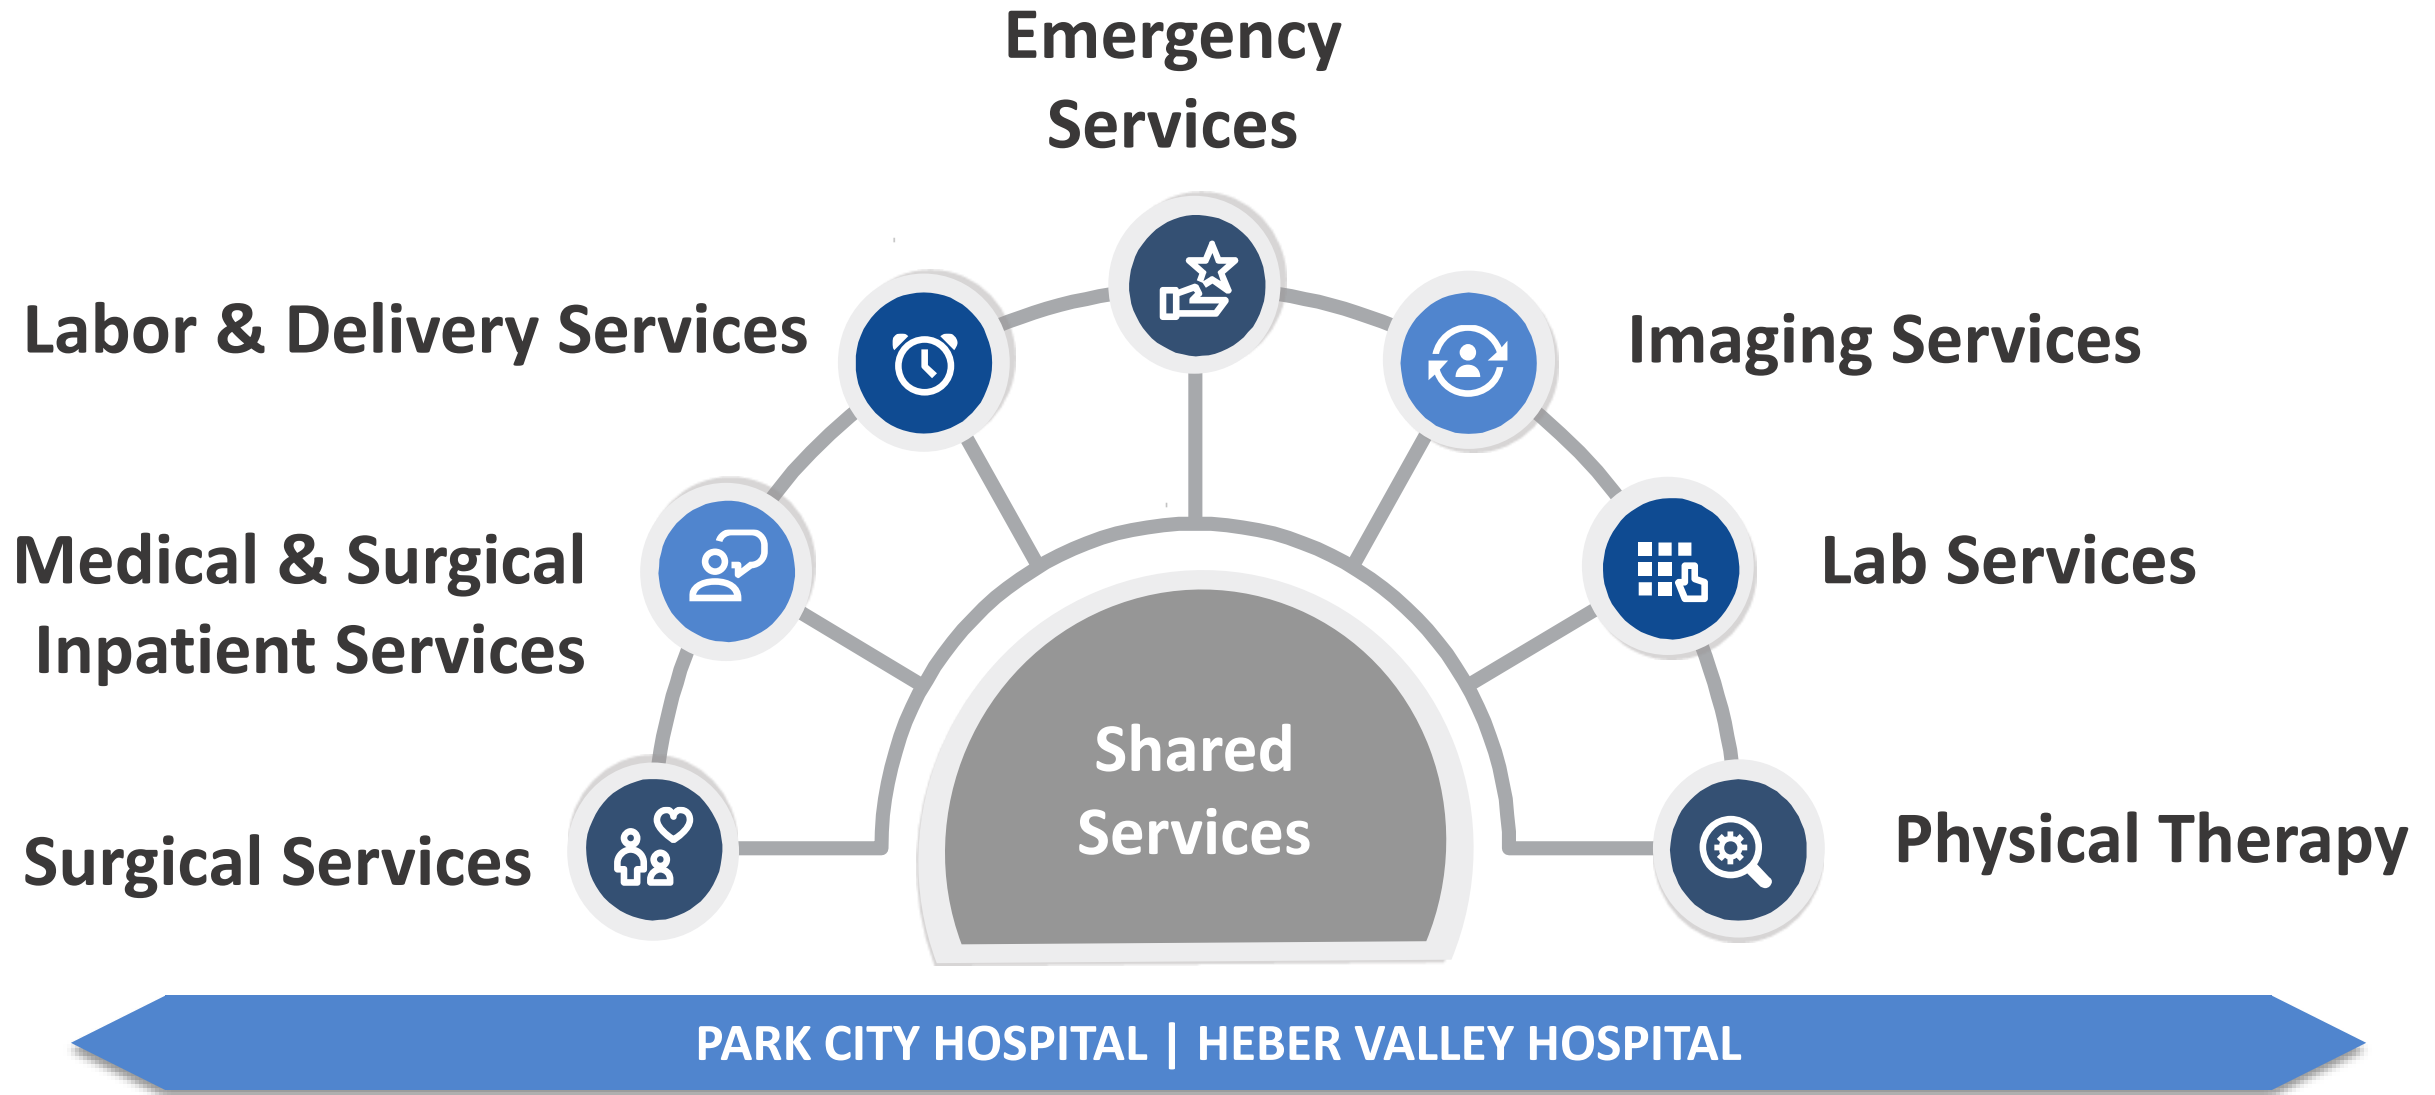 Emergency
Services
Labor & Delivery Services
Imaging Services
Medical & Surgical
Inpatient Services
Lab Services
Surgical Services
Shared
Services
Physical Therapy
PARK CITY HOSPITAL | HEBER VALLEY HOSPITAL